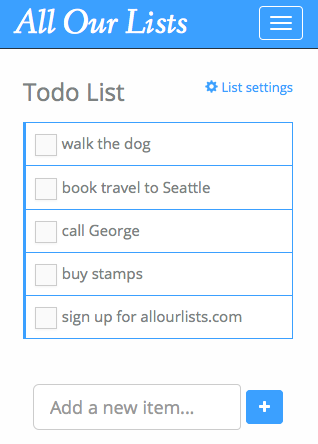 All Our Lists
Todo List
List settings
walk the dog
book travel to Seattle
call George
buy stamps
sign up for allourlists.com
Add a new item...
+